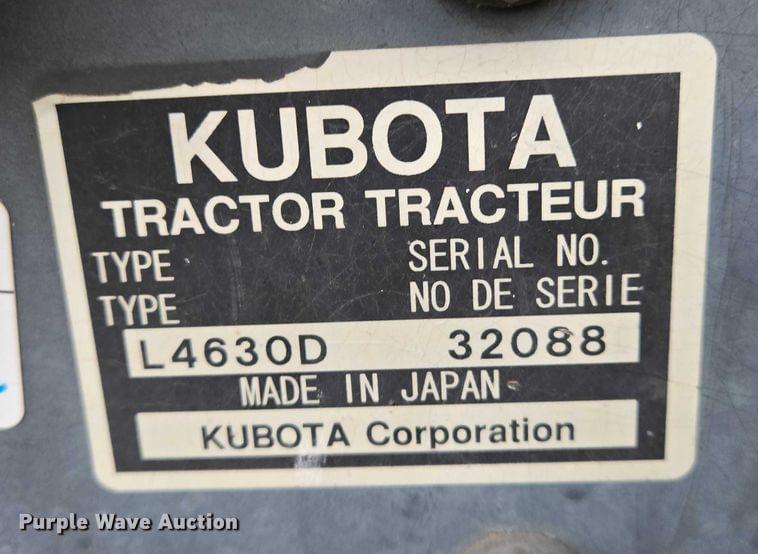 KUBOTA
TRACTOR TRACTEUR
TYPE SERIAL NO.
TYPE NO DE SERIE
L4630D 32088
MADE IN JAPAN
KUBOTA Corporation
Purple Wave Auction